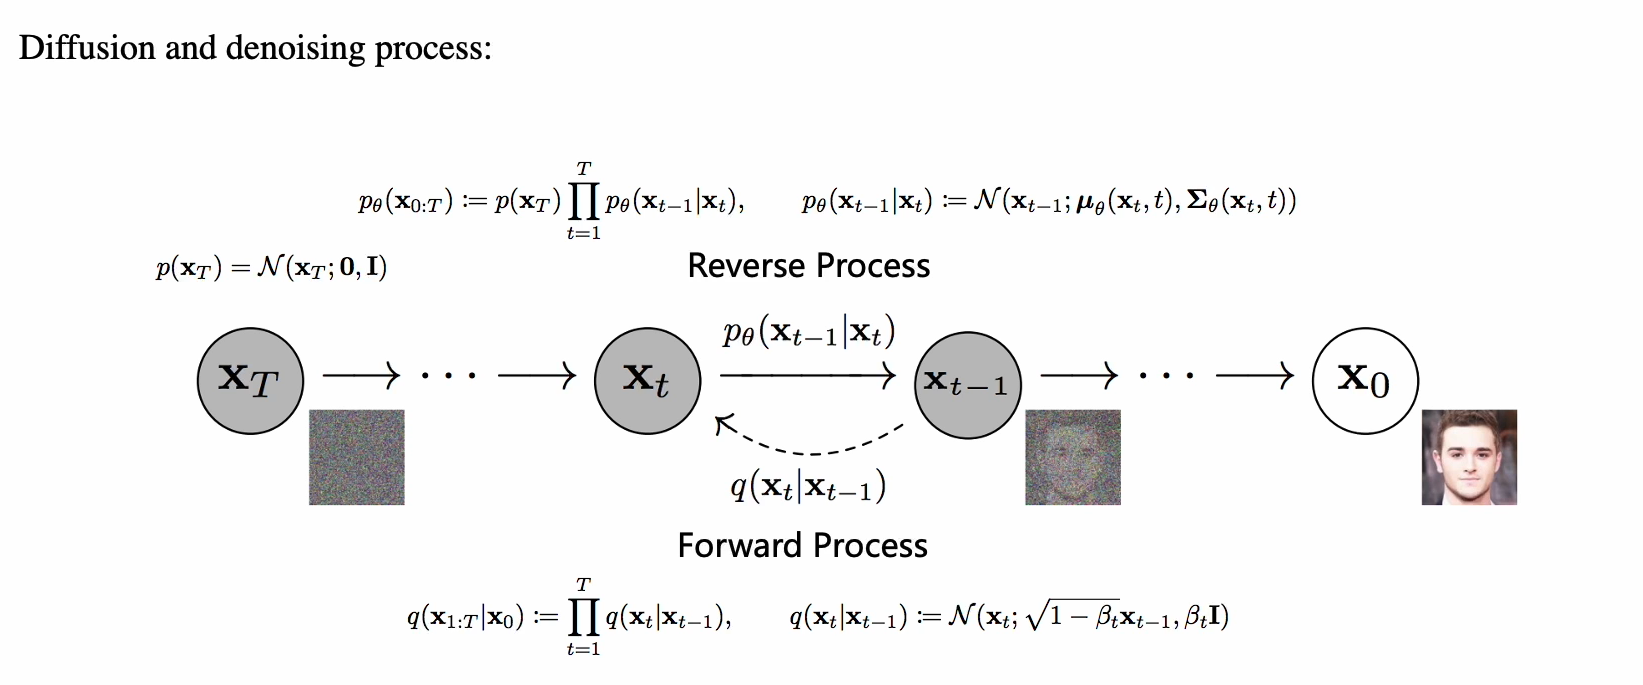 Diffusion and denoising process:
p_θ(x_{0:T}) := p(x_T) ∏_{t=1}^{T} p_θ(x_{t−1}|x_t), p_θ(x_{t−1}|x_t) := 𝒩(x_{t−1}; μ_θ(x_t, t), Σ_θ(x_t, t))
p(x_T) = 𝒩(x_T; 0, I)
Reverse Process
p_θ(x_{t−1}|x_t)
x_T → ··· → x_t → x_{t−1} → ··· → x_0
q(x_t|x_{t−1})
Forward Process
q(x_{1:T}|x_0) := ∏_{t=1}^{T} q(x_t|x_{t−1}), q(x_t|x_{t−1}) := 𝒩(x_t; √(1 − β_t)x_{t−1}, β_tI)